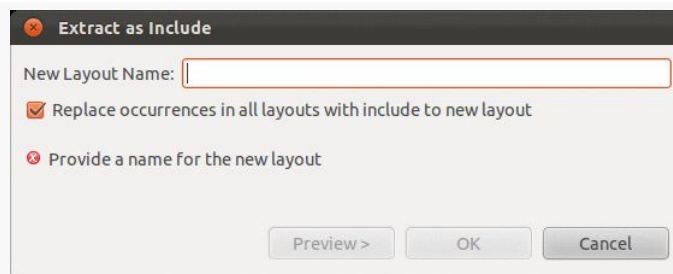 Extract as Include
New Layout Name:
Replace occurrences in all layouts with include to new layout
Provide a name for the new layout
Preview > OK Cancel